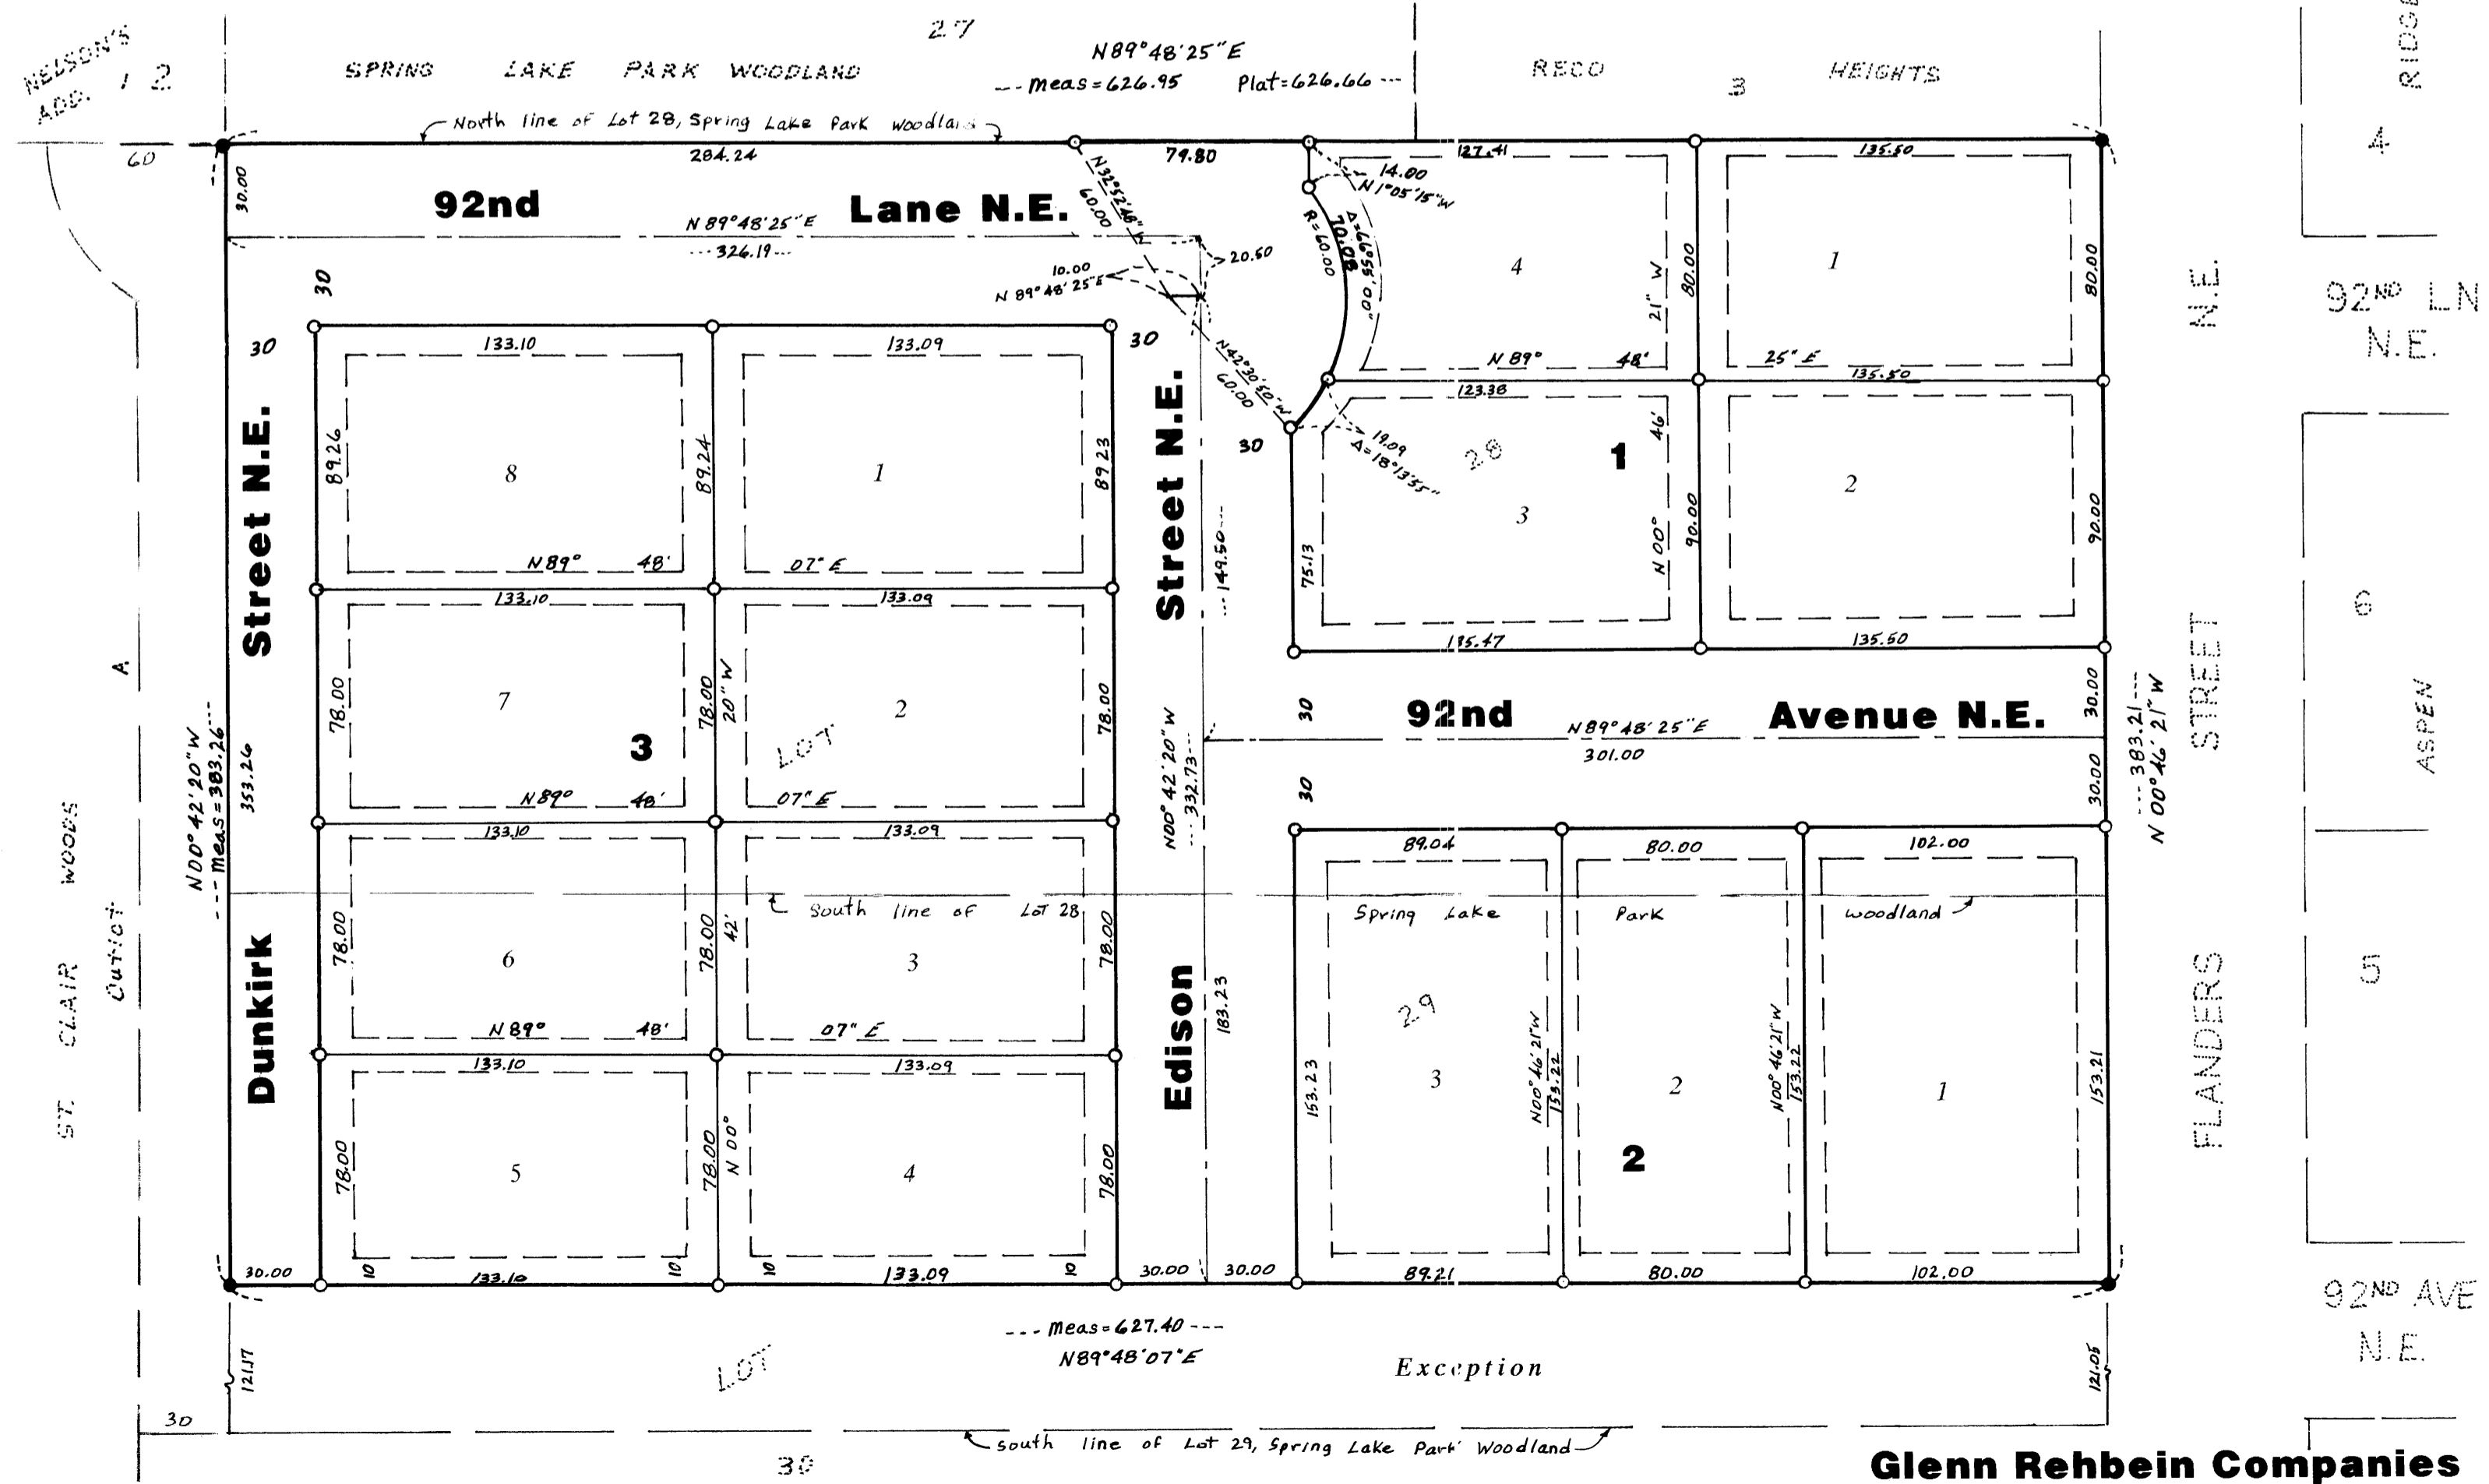 27
NELSON'S
ADD.
1 2
SPRING LAKE PARK WOODLAND
N89°48'25"E
--- Meas=626.95 Plat=626.66 ---
RECO 3 HEIGHTS
4
North line of Lot 28, Spring Lake Park Woodland
60
284.24
79.80
127.41
135.50
30.00
92nd Lane N.E.
N 89°48'25"E
---326.19---
N32°52'48"W
60.00
14.00
N1°05'15"W
R=60.00
70.08
Δ=66°55'00"
20.50
10.00
N 89°48'25"E
4
1
21" W
80.00
80.00
N.E.
92ND LN
N.E.
30
30
133.10
133.09
30
N42°30'50"W
60.00
N 89° 48' 25" E
123.38
135.50
30
19.09
Δ=18°13'55"
28
1
46'
Street N.E.
89.26
8
89.24
1
89.23
Street N.E.
---149.50---
75.13
3
N 00°
90.00
2
90.00
N89° 48' 07" E
133.10
133.09
135.47
135.50
6
A
78.00
7
78.00
20" W
2
78.00
3
LOT
30
92nd Avenue N.E.
N89°48'25"E
301.00
30
30.00
30.00
STREET
ASPEN
N00°42'20"W
---Meas=383.26---
353.26
N00°42'20"W
---332.73---
---383.21---
N 00°46'21"W
N89° 48' 07" E
133.10
133.09
89.04
80.00
102.00
South line of Lot 28, Spring Lake Park Woodland
WOODS
CLAIR
ST.
Outlot
78.00
6
78.00
42'
3
78.00
Dunkirk
Edison
183.23
29
5
FLANDERS
N89° 48' 07" E
133.10
133.09
153.23
3
N00°46'21"W
153.22
2
N00°46'21"W
153.22
1
153.21
2
78.00
5
78.00
N 00°
4
78.00
30.00
10
133.10
10
10
133.09
10
30.00
30.00
89.21
80.00
102.00
92ND AVE
N.E.
--- Meas=627.40 ---
N89°48'07"E
121.17
LOT
Exception
121.05
30
South line of Lot 29, Spring Lake Park Woodland
30
Glenn Rehbein Companies